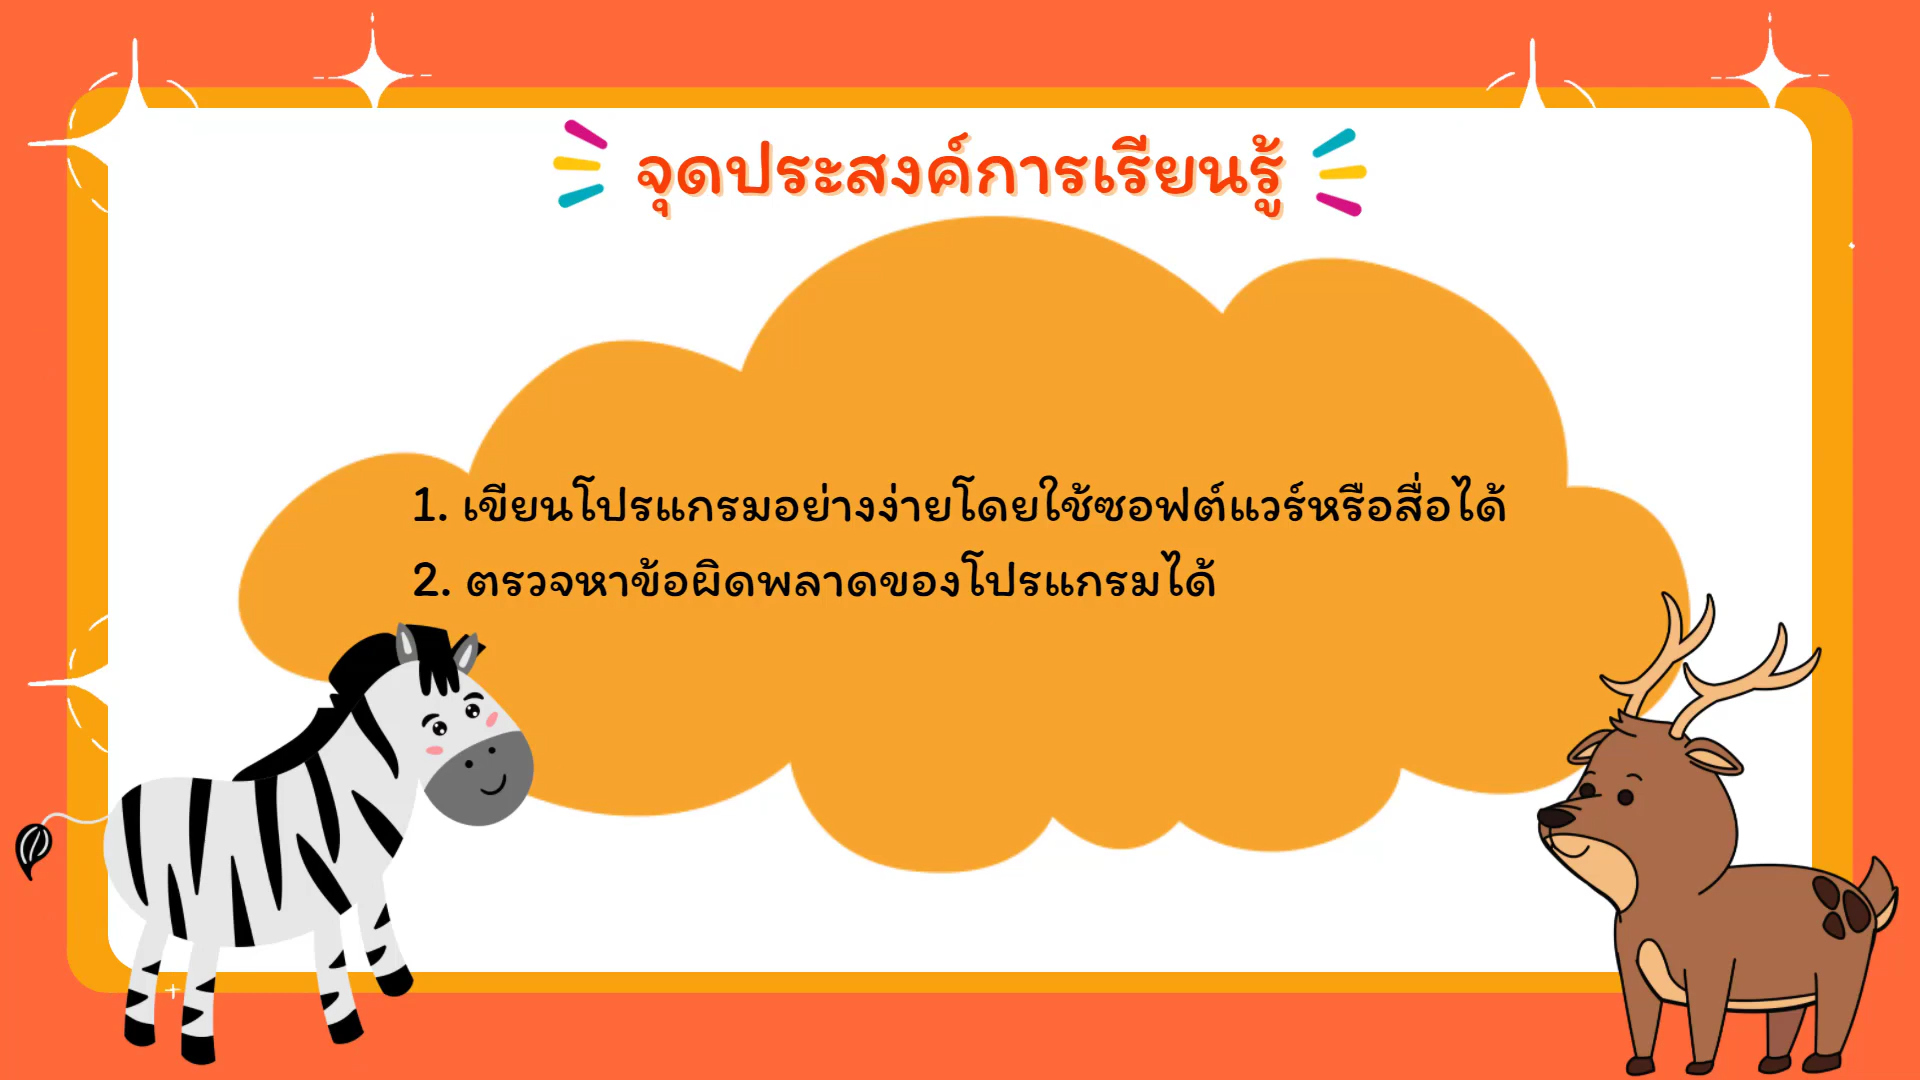 จุดประสงค์การเรียนรู้
1. เขียนโปรแกรมอย่างง่ายโดยใช้ซอฟต์แวร์หรือสื่อได้
2. ตรวจหาข้อผิดพลาดของโปรแกรมได้